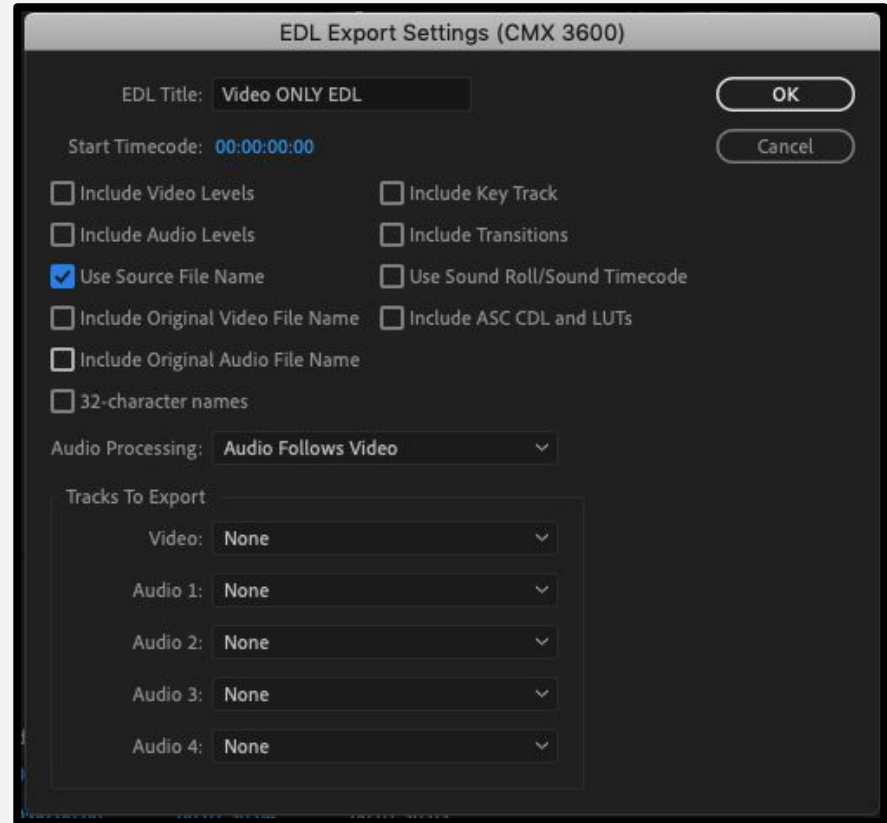 EDL Export Settings (CMX 3600)
EDL Title: Video ONLY EDL
OK
Start Timecode: 00:00:00:00
Cancel
Include Video Levels
Include Key Track
Include Audio Levels
Include Transitions
Use Source File Name
Use Sound Roll/Sound Timecode
Include Original Video File Name
Include ASC CDL and LUTs
Include Original Audio File Name
32-character names
Audio Processing: Audio Follows Video
Tracks To Export
Video: None
Audio 1: None
Audio 2: None
Audio 3: None
Audio 4: None